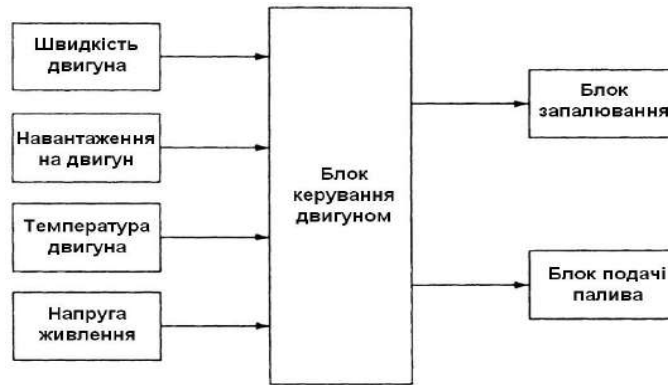 Швидкість
двигуна
Навантаження
на двигун
Температура
двигуна
Напруга
живлення
Блок
керування
двигуном
Блок
запалювання
Блок подачі
палива